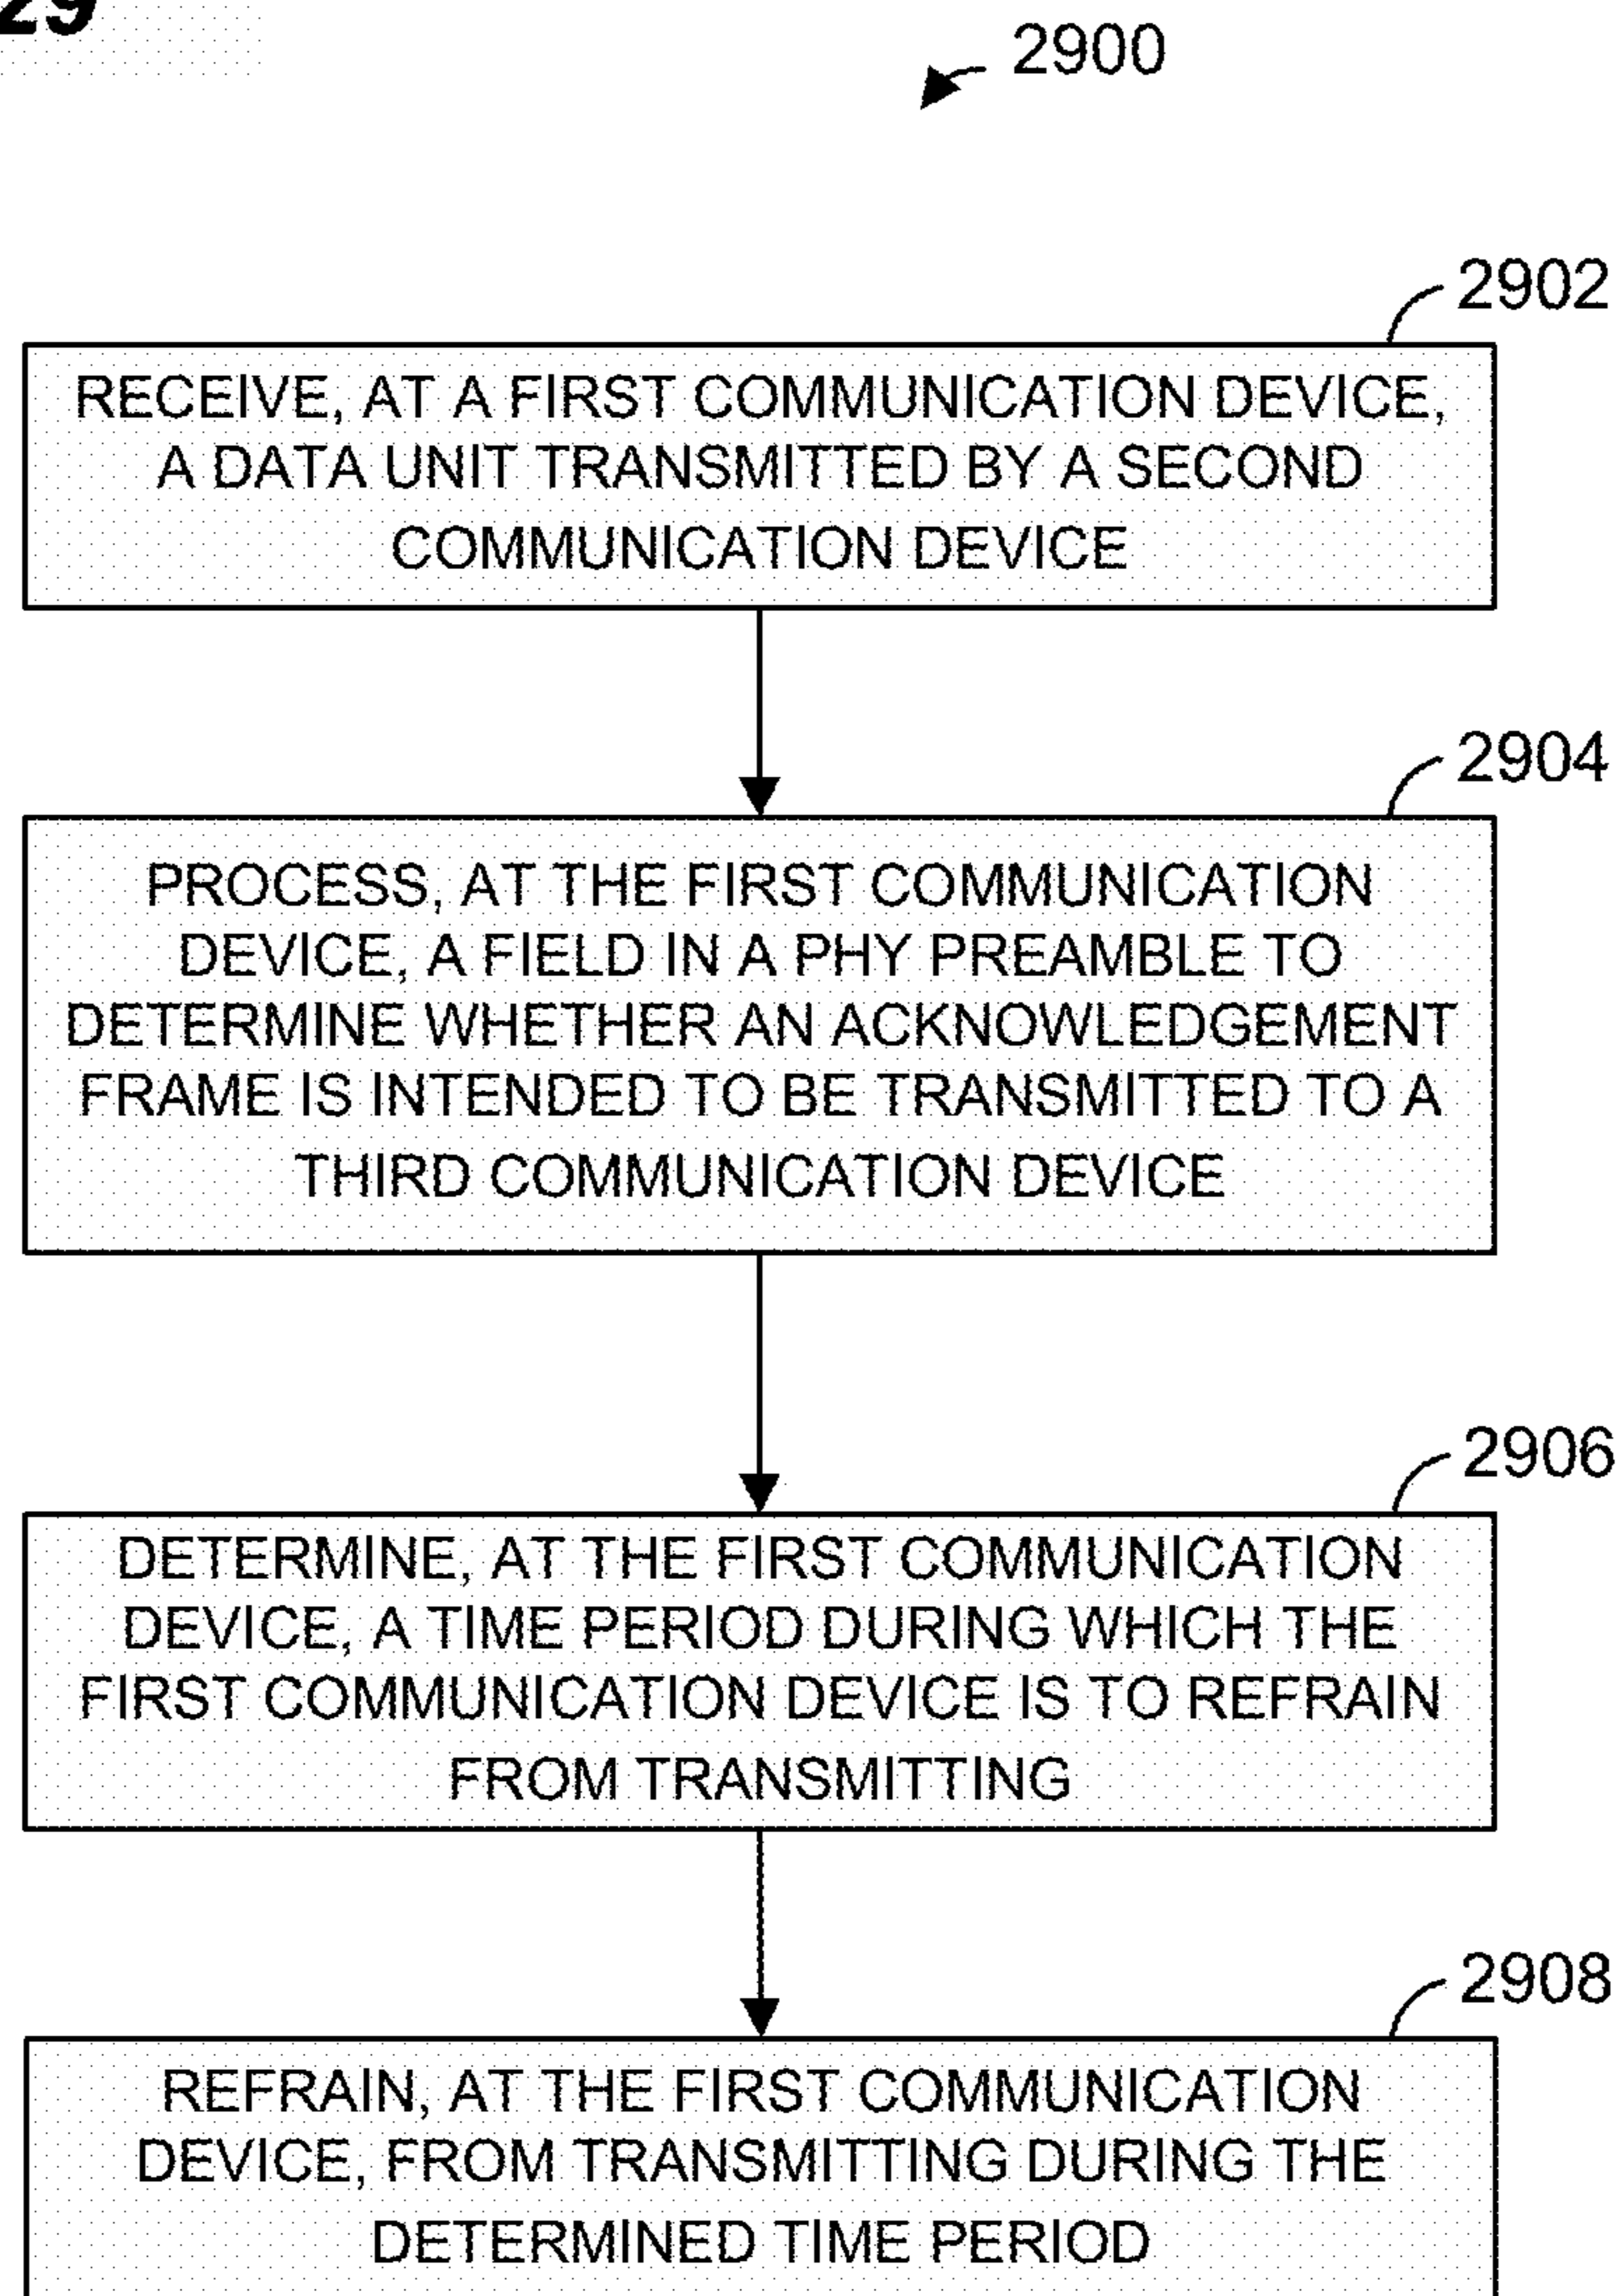 29
2900
2902
RECEIVE, AT A FIRST COMMUNICATION DEVICE,
A DATA UNIT TRANSMITTED BY A SECOND
COMMUNICATION DEVICE
2904
PROCESS, AT THE FIRST COMMUNICATION
DEVICE, A FIELD IN A PHY PREAMBLE TO
DETERMINE WHETHER AN ACKNOWLEDGEMENT
FRAME IS INTENDED TO BE TRANSMITTED TO A
THIRD COMMUNICATION DEVICE
2906
DETERMINE, AT THE FIRST COMMUNICATION
DEVICE, A TIME PERIOD DURING WHICH THE
FIRST COMMUNICATION DEVICE IS TO REFRAIN
FROM TRANSMITTING
2908
REFRAIN, AT THE FIRST COMMUNICATION
DEVICE, FROM TRANSMITTING DURING THE
DETERMINED TIME PERIOD